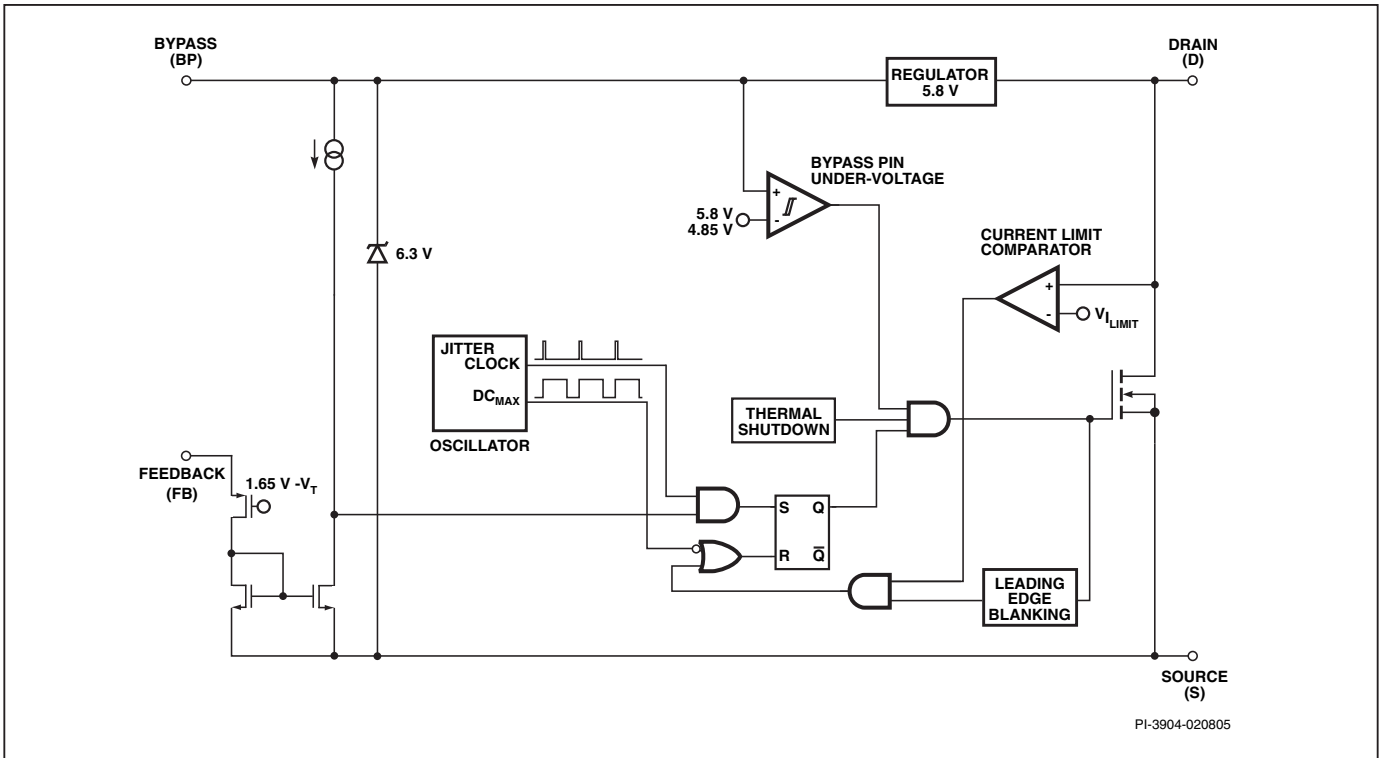 BYPASS
(BP)
DRAIN
(D)
REGULATOR
5.8 V
BYPASS PIN
UNDER-VOLTAGE
+
-
5.8 V
4.85 V
CURRENT LIMIT
COMPARATOR
+
-
VILIMIT
6.3 V
JITTER
CLOCK
DCMAX
OSCILLATOR
THERMAL
SHUTDOWN
FEEDBACK
(FB)
1.65 V -VT
S Q
R Q̅
LEADING
EDGE
BLANKING
SOURCE
(S)
PI-3904-020805